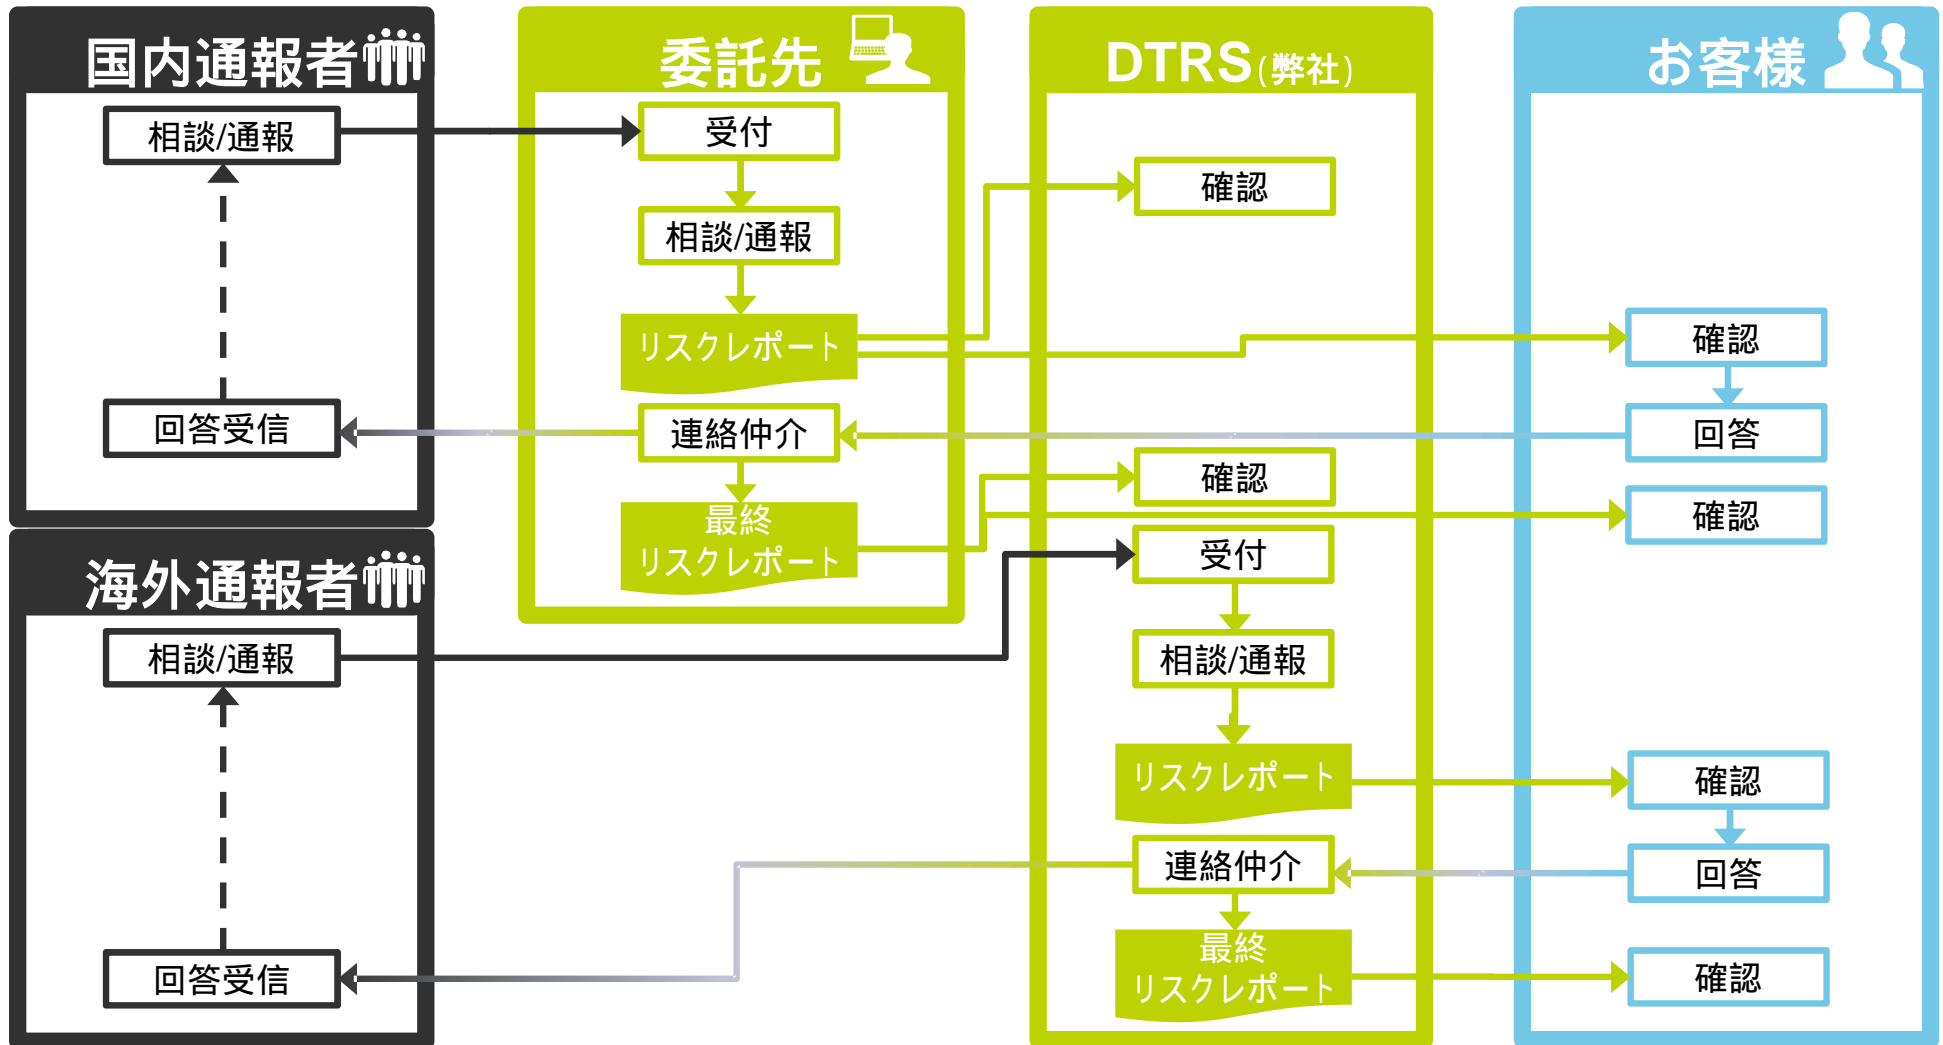 国内通報者
相談/通報
回答受信
海外通報者
相談/通報
回答受信
委託先
受付
相談/通報
リスクレポート
連絡仲介
最終
リスクレポート
DTRS(弊社)
確認
確認
受付
相談/通報
リスクレポート
連絡仲介
最終
リスクレポート
お客様
確認
回答
確認
確認
回答
確認